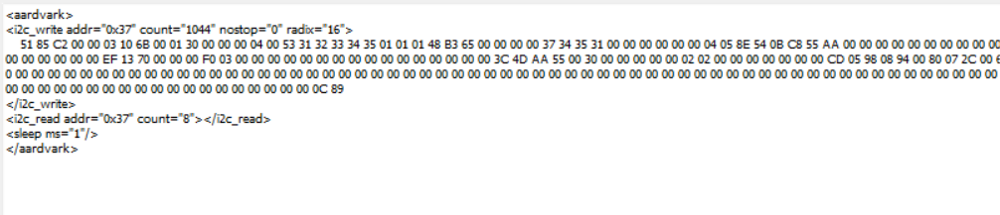 <aardvark>
<i2c_write addr="0x37" count="1044" nostop="0" radix="16">
51 85 C2 00 00 03 10 6B 00 01 30 00 00 00 04 00 53 31 32 33 34 35 01 01 01 48 B3 65 00 00 00 00 37 34 35 31 00 00 00 00 00 00 04 05 8E 54 0B C8 55 AA 00 00 00 00 00 00 00 00 00 00
00 00 00 00 00 00 EF 13 70 00 00 00 F0 03 00 00 00 00 00 00 00 00 00 00 00 00 00 00 00 00 3C 4D AA 55 00 30 00 00 00 00 00 02 02 00 00 00 00 00 00 00 CD 05 98 08 94 00 80 07 2C 00 6
0 00 00 00 00 00 00 00 00 00 00 00 00 00 00 00 00 00 00 00 00 00 00 00 00 00 00 00 00 00 00 00 00 00 00 00 00 00 00 00 00 00 00 00 00 00 00 00 00 00 00 00 00 00 00 00 00 00 00 00 00 00
00 00 00 00 00 00 00 00 00 00 00 00 00 00 00 00 00 00 00 0C 89
</i2c_write>
<i2c_read addr="0x37" count="8"></i2c_read>
<sleep ms="1"/>
</aardvark>